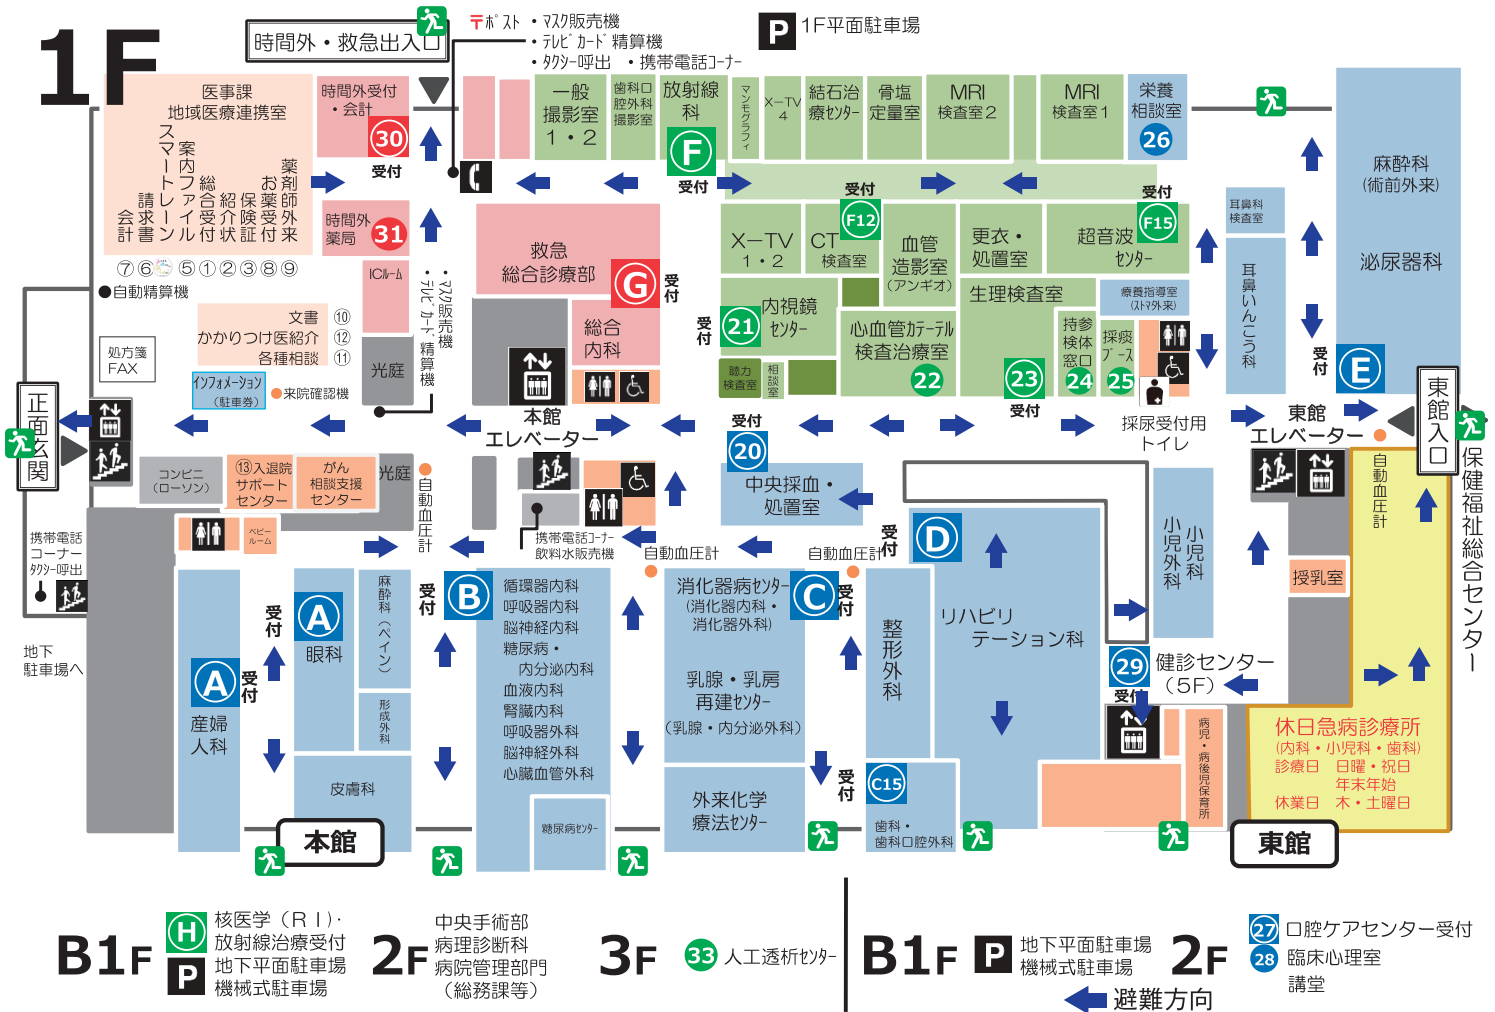 1F
時間外・救急出入口
〒ポスト ・マスク販売機
・テレビカード精算機
・タクシー呼出 ・携帯電話コーナー
P 1F平面駐車場
医事課
地域医療連携室
会計
請求書
スマートレーン
案内ファイル
総合受付
紹介状
保険証
お薬受付
薬剤師外来
⑦⑥⑤①②③⑧⑨
●自動精算機
時間外受付
・会計
30
受付
時間外
薬局
31
ICルーム
・マスク販売機
・テレビカード精算機
文書 ⑩
かかりつけ医紹介 ⑫
各種相談 ⑪
処方箋
FAX
インフォメーション
(駐車券)
●来院確認機
光庭
正面玄関
コンビニ
(ローソン)
⑬入退院
サポート
センター
がん
相談支援
センター
光庭
自動血圧計
ベビー
ルーム
携帯電話
コーナー
タクシー呼出
地下
駐車場へ
一般
撮影室
1・2
歯科口
腔外科
撮影室
放射線
科
F
受付
マンモグラフィ
X-TV
4
結石治
療センター
骨塩
定量室
MRI
検査室2
MRI
検査室1
栄養
相談室
26
救急
総合診療部
G
受付
総合
内科
本館
エレベーター
X-TV
1・2
CT
検査室
受付
F12
血管
造影室
(アンギオ)
更衣・
処置室
超音波
センター
受付
F15
受付
21
内視鏡
センター
聴力
検査室
相談室
心血管カテーテル
検査治療室
22
生理検査室
23
受付
持参
検体
窓口
24
採痰
ブース
25
療養指導室
(ストマ外来)
採尿受付用
トイレ
耳鼻科
検査室
耳鼻いんこう科
麻酔科
(術前外来)
泌尿器科
受付
E
東館
エレベーター
東館入口
保健福祉総合センター
自動血圧計
受付
20
中央採血・
処置室
携帯電話コーナー
飲料水販売機
自動血圧計
自動血圧計
受付
D
リハビリ
テーション科
小児科
小児外科
授乳室
29
受付
健診センター
(5F)
A
受付
産婦
人科
受付
A
眼科
麻酔科(ペイン)
形成外科
皮膚科
受付
B
循環器内科
呼吸器内科
脳神経内科
糖尿病・
内分泌内科
血液内科
腎臓内科
呼吸器外科
脳神経外科
心臓血管外科
糖尿病センター
消化器病センター
(消化器内科・
消化器外科)
C
受付
乳腺・乳房
再建センター
(乳腺・内分泌外科)
外来化学
療法センター
整形外科
受付
C15
歯科・
歯科口腔外科
病児・病後児保育所
休日急病診療所
(内科・小児科・歯科)
診療日 日曜・祝日
年末年始
休業日 木・土曜日
本館
東館
B1F
H 核医学(RI)・
放射線治療受付
P 地下平面駐車場
機械式駐車場
2F
中央手術部
病理診断科
病院管理部門
(総務課等)
3F
33 人工透析センター
B1F
P 地下平面駐車場
機械式駐車場
2F
27 口腔ケアセンター受付
28 臨床心理室
講堂
避難方向